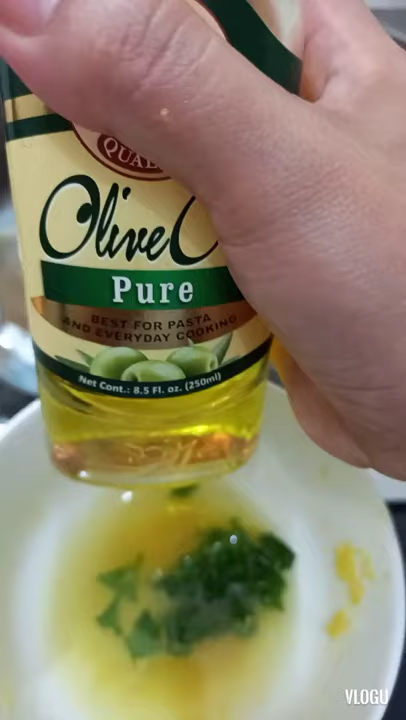 Olive
Pure
BEST FOR PASTA
AND EVERYDAY COOKING
Net Cont.: 8.5 Fl. oz. (250ml)
VLOGU